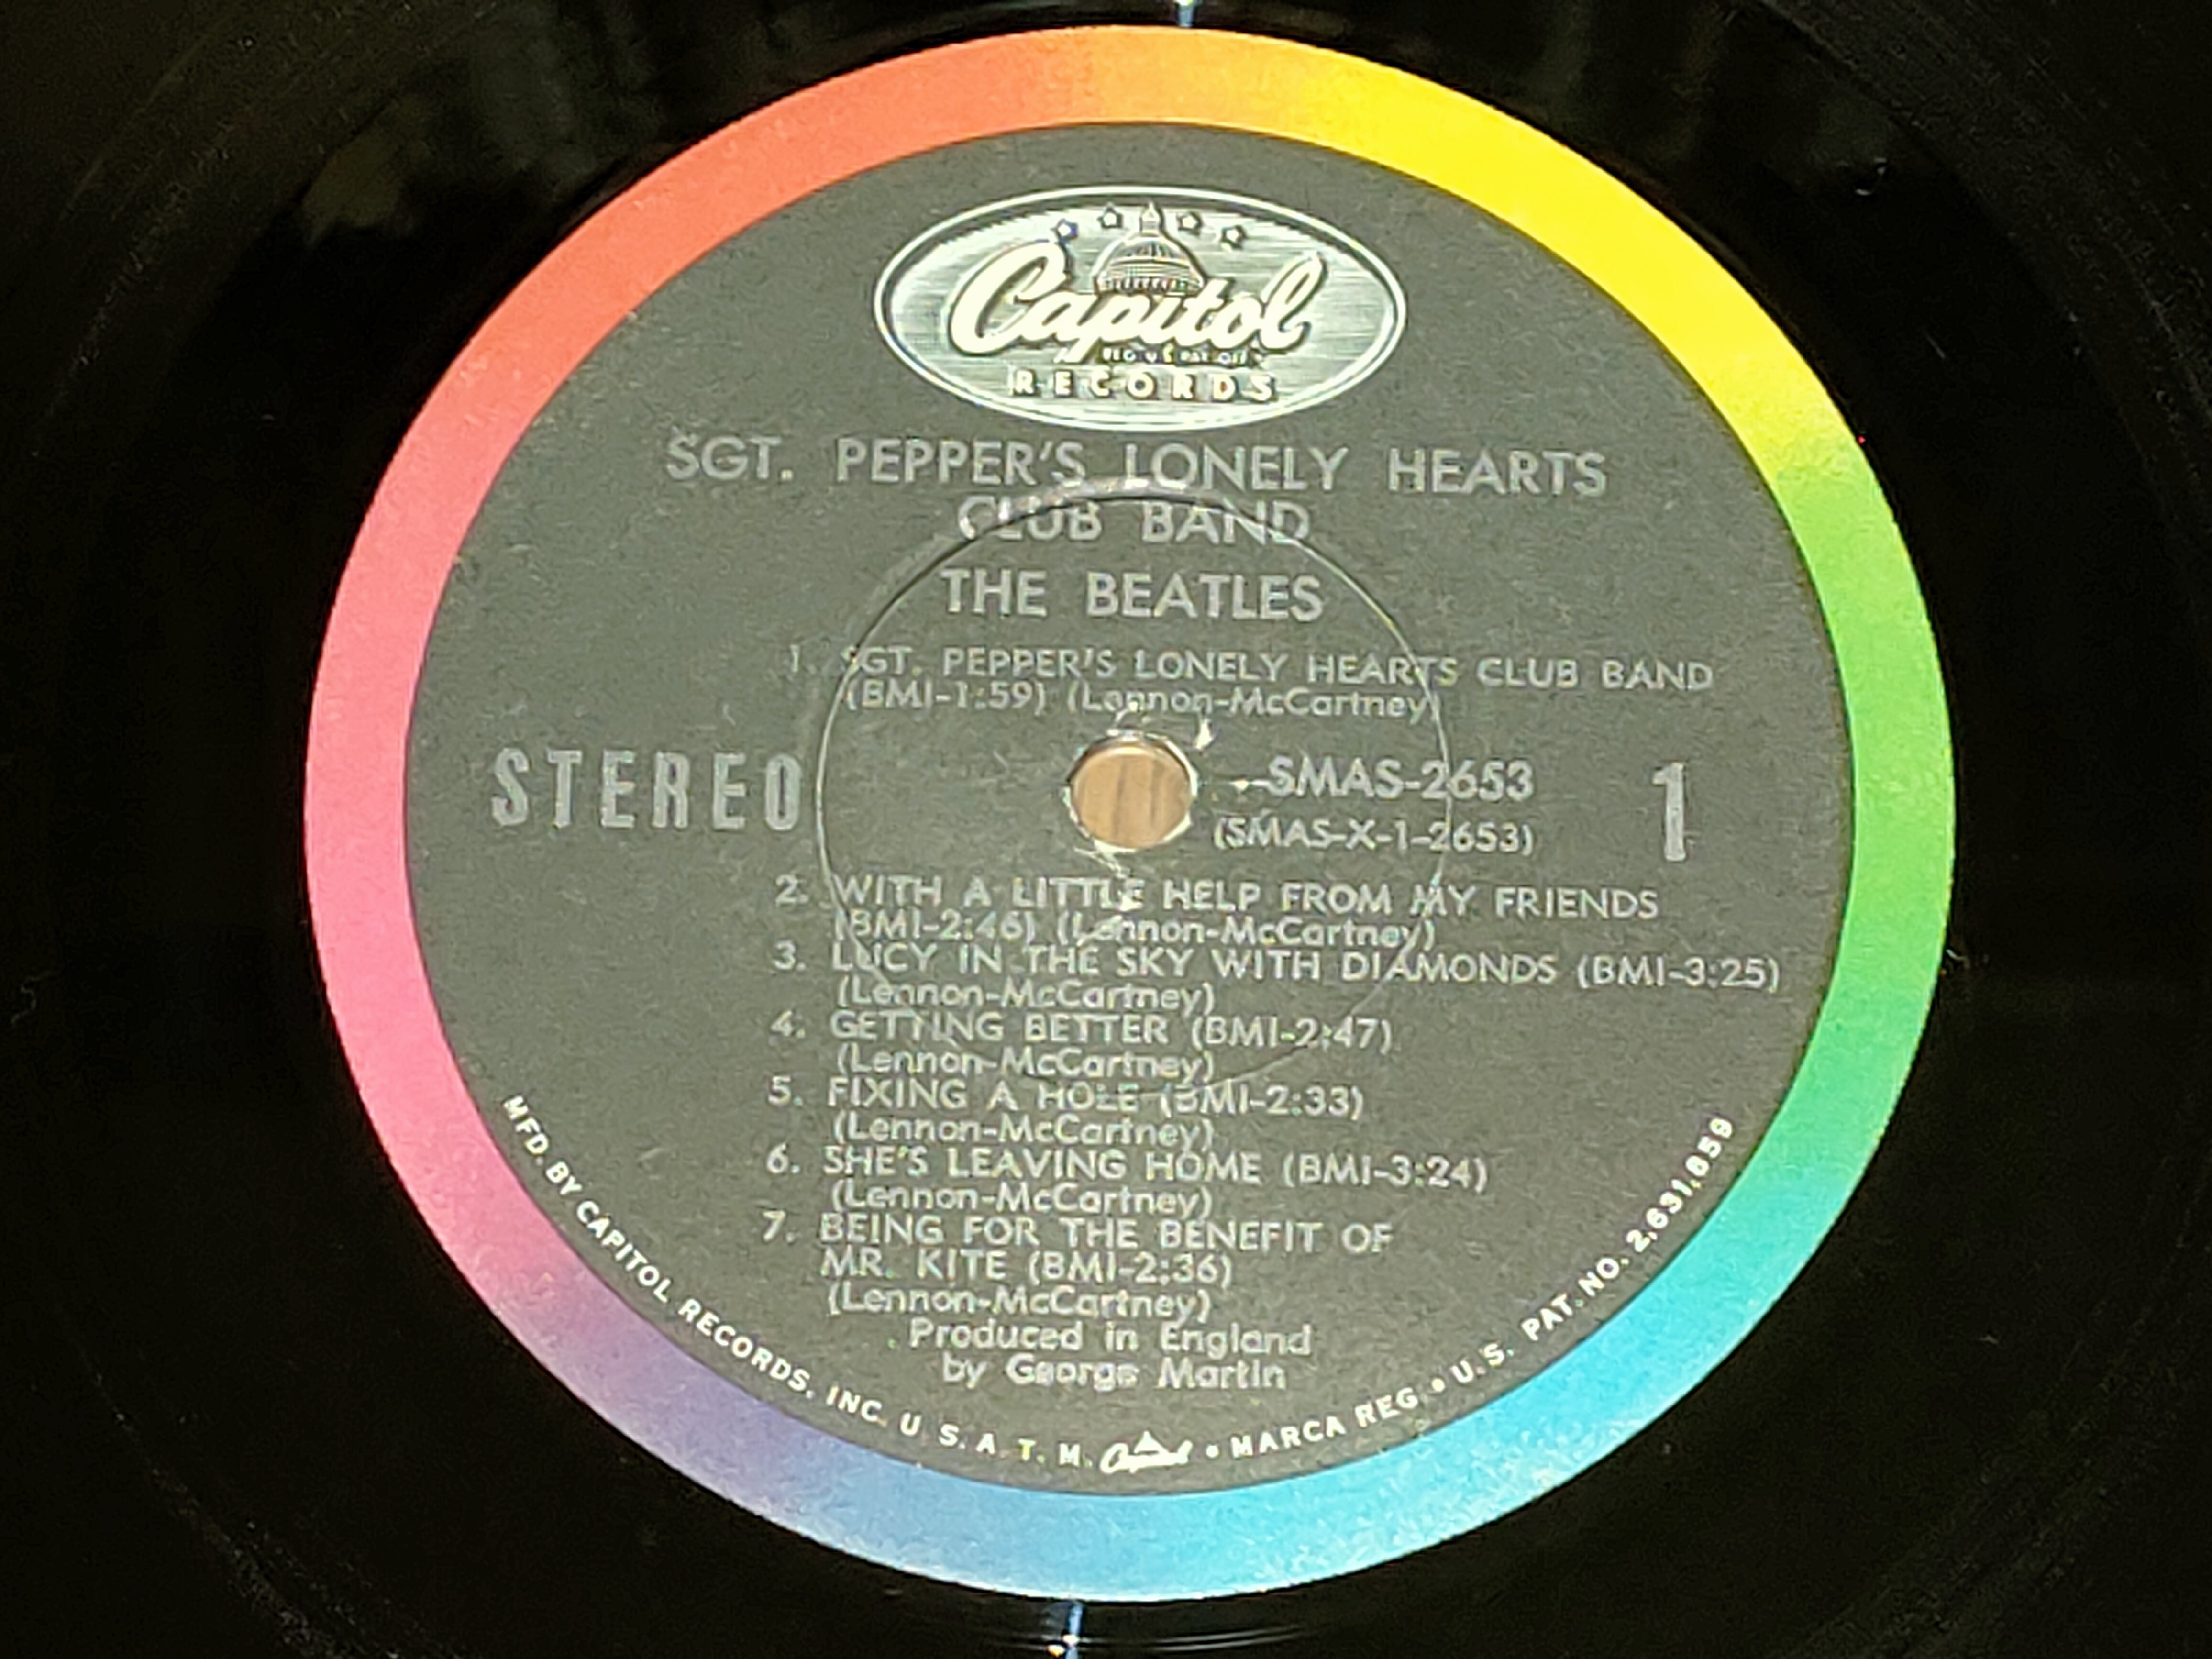 Capitol
REG. U.S. PAT. OFF.
RECORDS
SGT. PEPPER'S LONELY HEARTS
CLUB BAND
THE BEATLES
1. SGT. PEPPER'S LONELY HEARTS CLUB BAND
(BMI-1:59) (Lennon-McCartney)
STEREO
SMAS-2653
(SMAS-X-1-2653)
1
2. WITH A LITTLE HELP FROM MY FRIENDS
(BMI-2:46) (Lennon-McCartney)
3. LUCY IN THE SKY WITH DIAMONDS (BMI-3:25)
(Lennon-McCartney)
4. GETTING BETTER (BMI-2:47)
(Lennon-McCartney)
5. FIXING A HOLE (BMI-2:33)
(Lennon-McCartney)
6. SHE'S LEAVING HOME (BMI-3:24)
(Lennon-McCartney)
7. BEING FOR THE BENEFIT OF
MR. KITE (BMI-2:36)
(Lennon-McCartney)
Produced in England
by George Martin
MFD. BY CAPITOL RECORDS, INC. U.S.A. T.M. Capitol • MARCA REG. • U.S. PAT. NO. 2,631,859